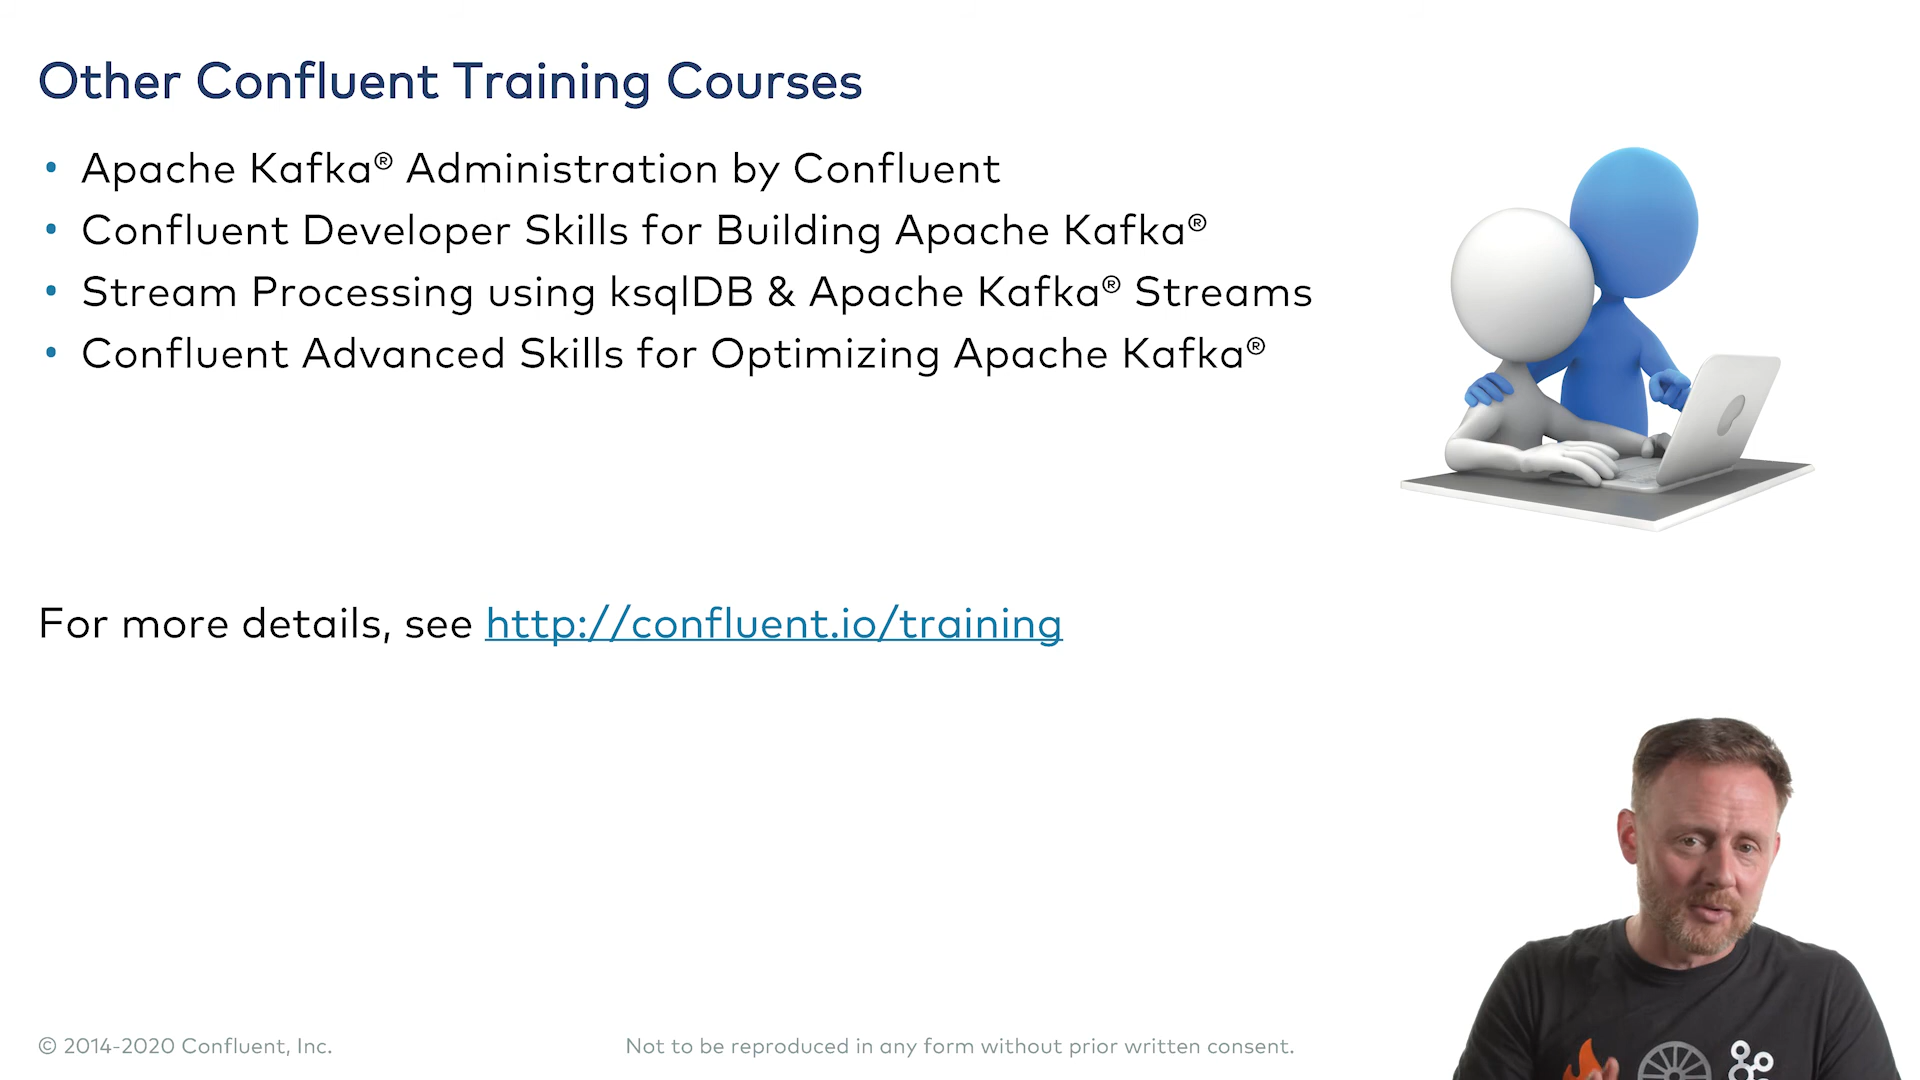 Other Confluent Training Courses
• Apache Kafka® Administration by Confluent
• Confluent Developer Skills for Building Apache Kafka®
• Stream Processing using ksqlDB & Apache Kafka® Streams
• Confluent Advanced Skills for Optimizing Apache Kafka®
For more details, see http://confluent.io/training
© 2014-2020 Confluent, Inc.
Not to be reproduced in any form without prior written consent.